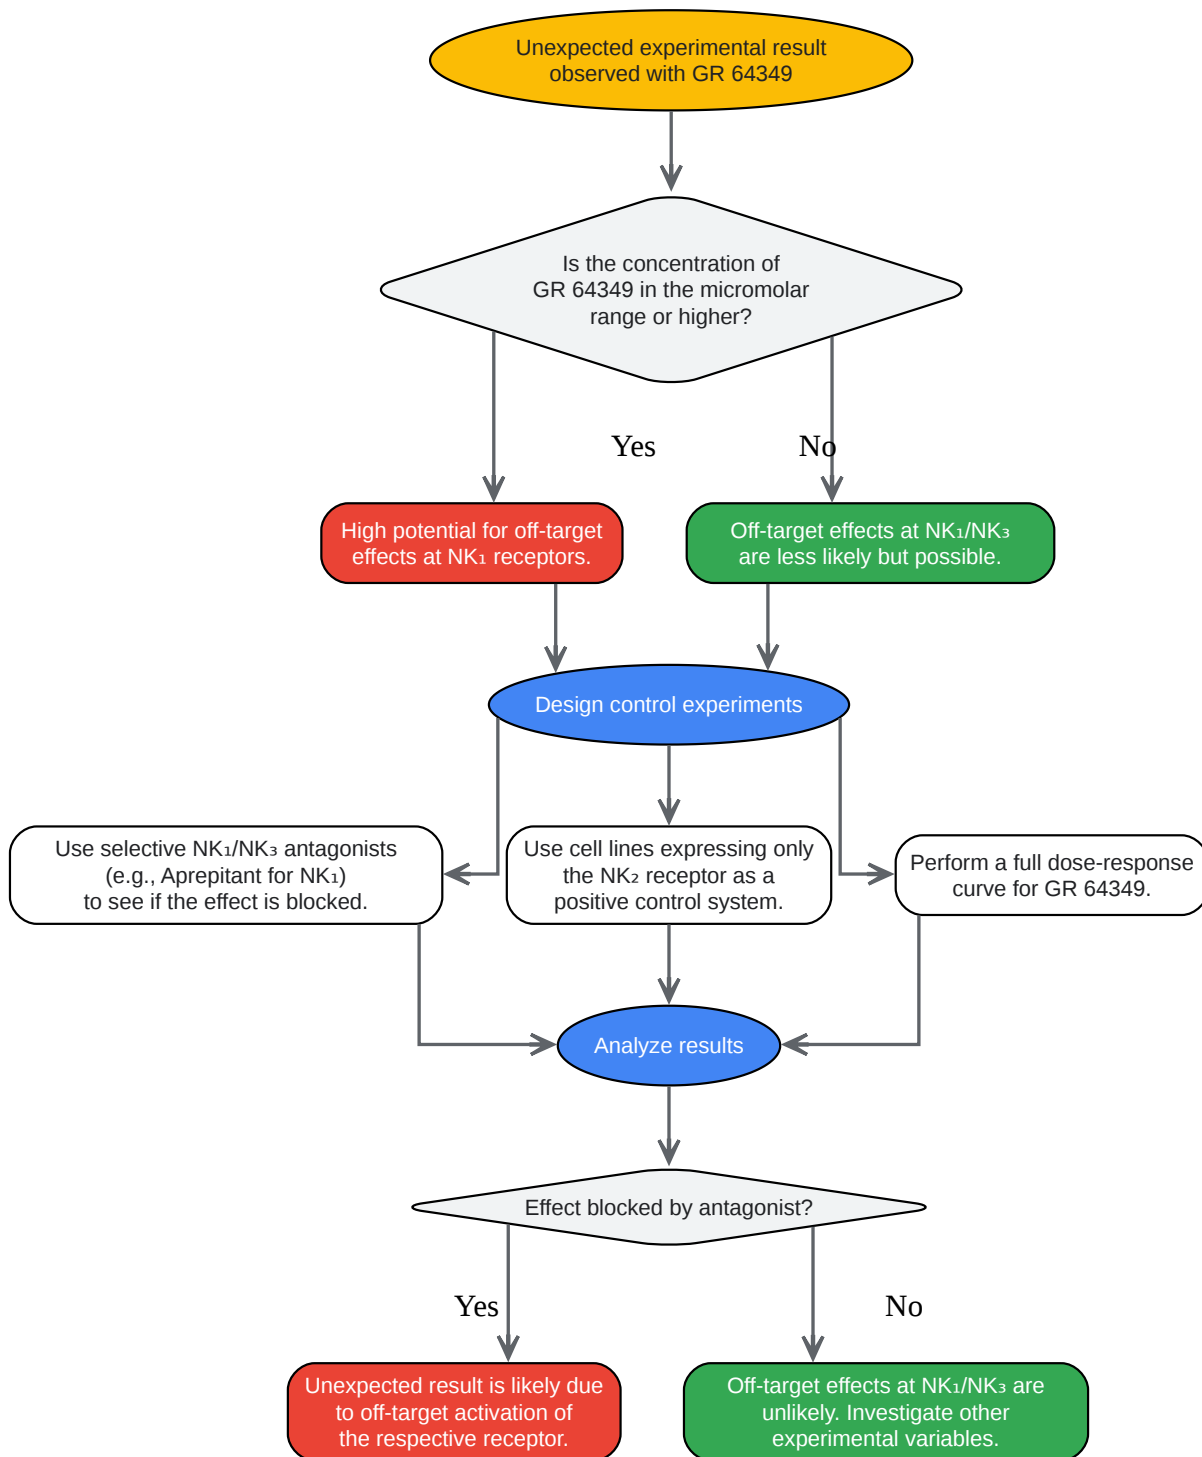 Unexpected experimental result
observed with GR 64349
Is the concentration of
GR 64349 in the micromolar
range or higher?
Yes
No
High potential for off-target
effects at NK₁ receptors.
Off-target effects at NK₁/NK₃
are less likely but possible.
Design control experiments
Use selective NK₁/NK₃ antagonists
(e.g., Aprepitant for NK₁)
to see if the effect is blocked.
Use cell lines expressing only
the NK₂ receptor as a
positive control system.
Perform a full dose-response
curve for GR 64349.
Analyze results
Effect blocked by antagonist?
Yes
No
Unexpected result is likely due
to off-target activation of
the respective receptor.
Off-target effects at NK₁/NK₃ are
unlikely. Investigate other
experimental variables.